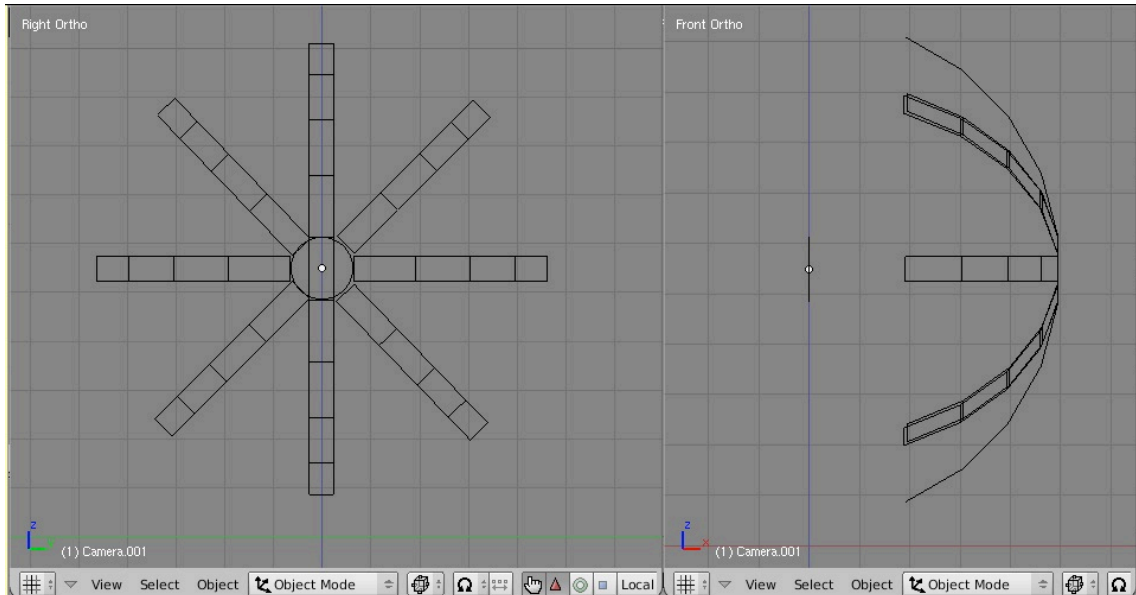 Right Ortho
z
y
(1) Camera.001
View Select Object Object Mode Local
Front Ortho
z
x
(1) Camera.001
View Select Object Object Mode